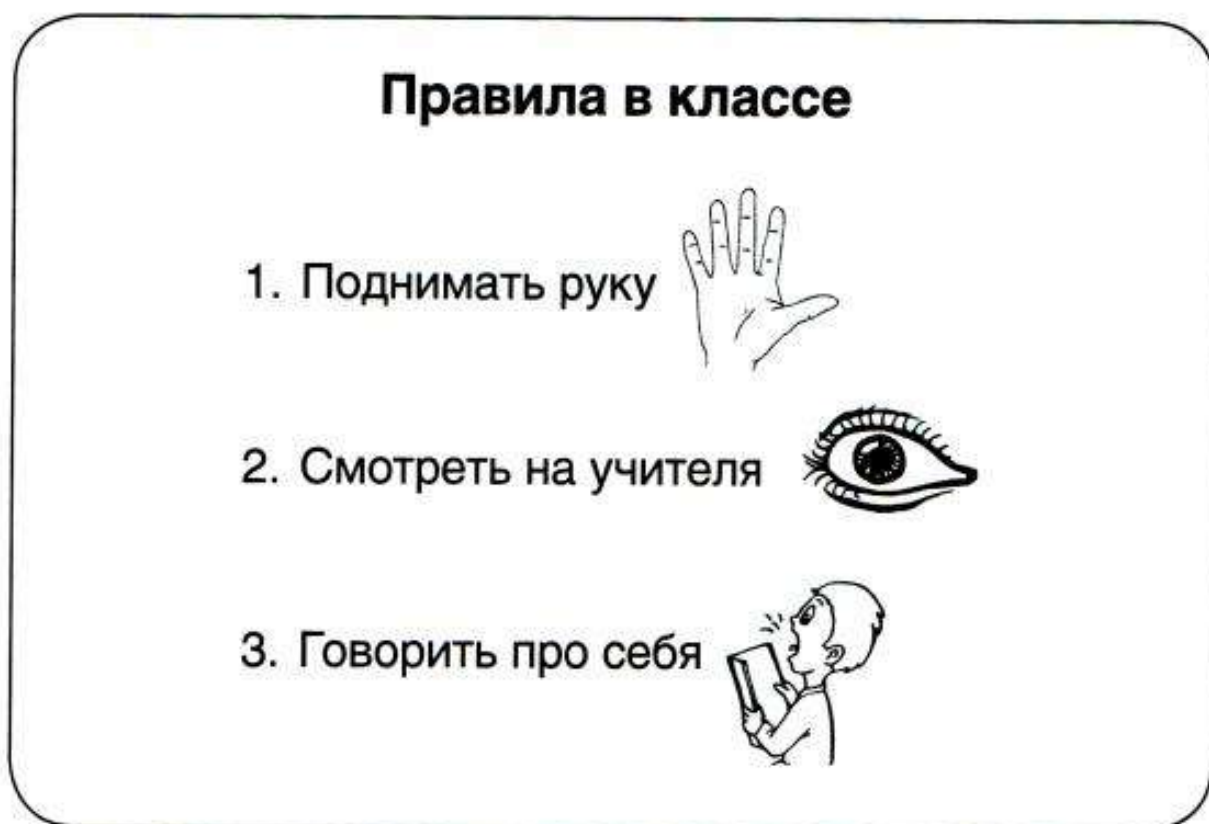 Правила в классе
1. Поднимать руку
2. Смотреть на учителя
3. Говорить про себя